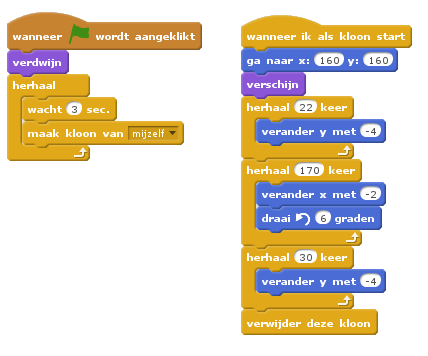 wanneer wordt aangeklikt
verdwijn
herhaal
wacht 3 sec.
maak kloon van mijzelf
wanneer ik als kloon start
ga naar x: 160 y: 160
verschijn
herhaal 22 keer
verander y met -4
herhaal 170 keer
verander x met -2
draai 6 graden
herhaal 30 keer
verander y met -4
verwijder deze kloon